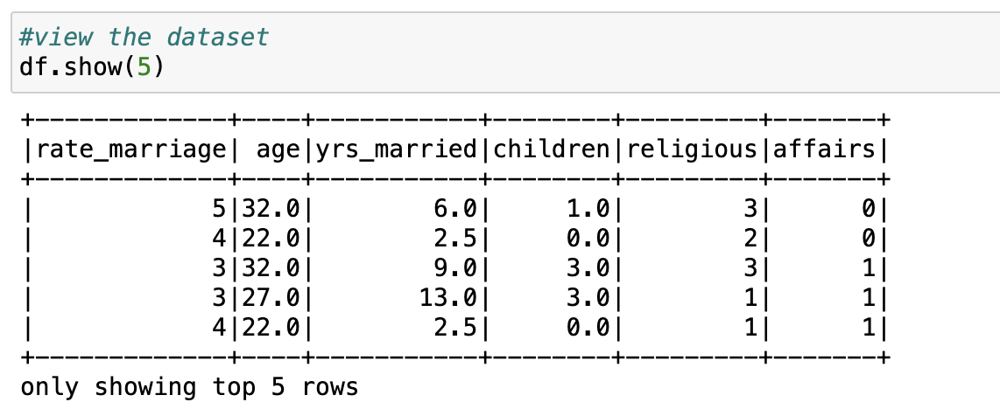 #view the dataset
df.show(5)
+-------------+----+-----------+--------+---------+-------+
|rate_marriage| age|yrs_married|children|religious|affairs|
+-------------+----+-----------+--------+---------+-------+
|            5|32.0|        6.0|     1.0|        3|      0|
|            4|22.0|        2.5|     0.0|        2|      0|
|            3|32.0|        9.0|     3.0|        3|      1|
|            3|27.0|       13.0|     3.0|        1|      1|
|            4|22.0|        2.5|     0.0|        1|      1|
+-------------+----+-----------+--------+---------+-------+
only showing top 5 rows